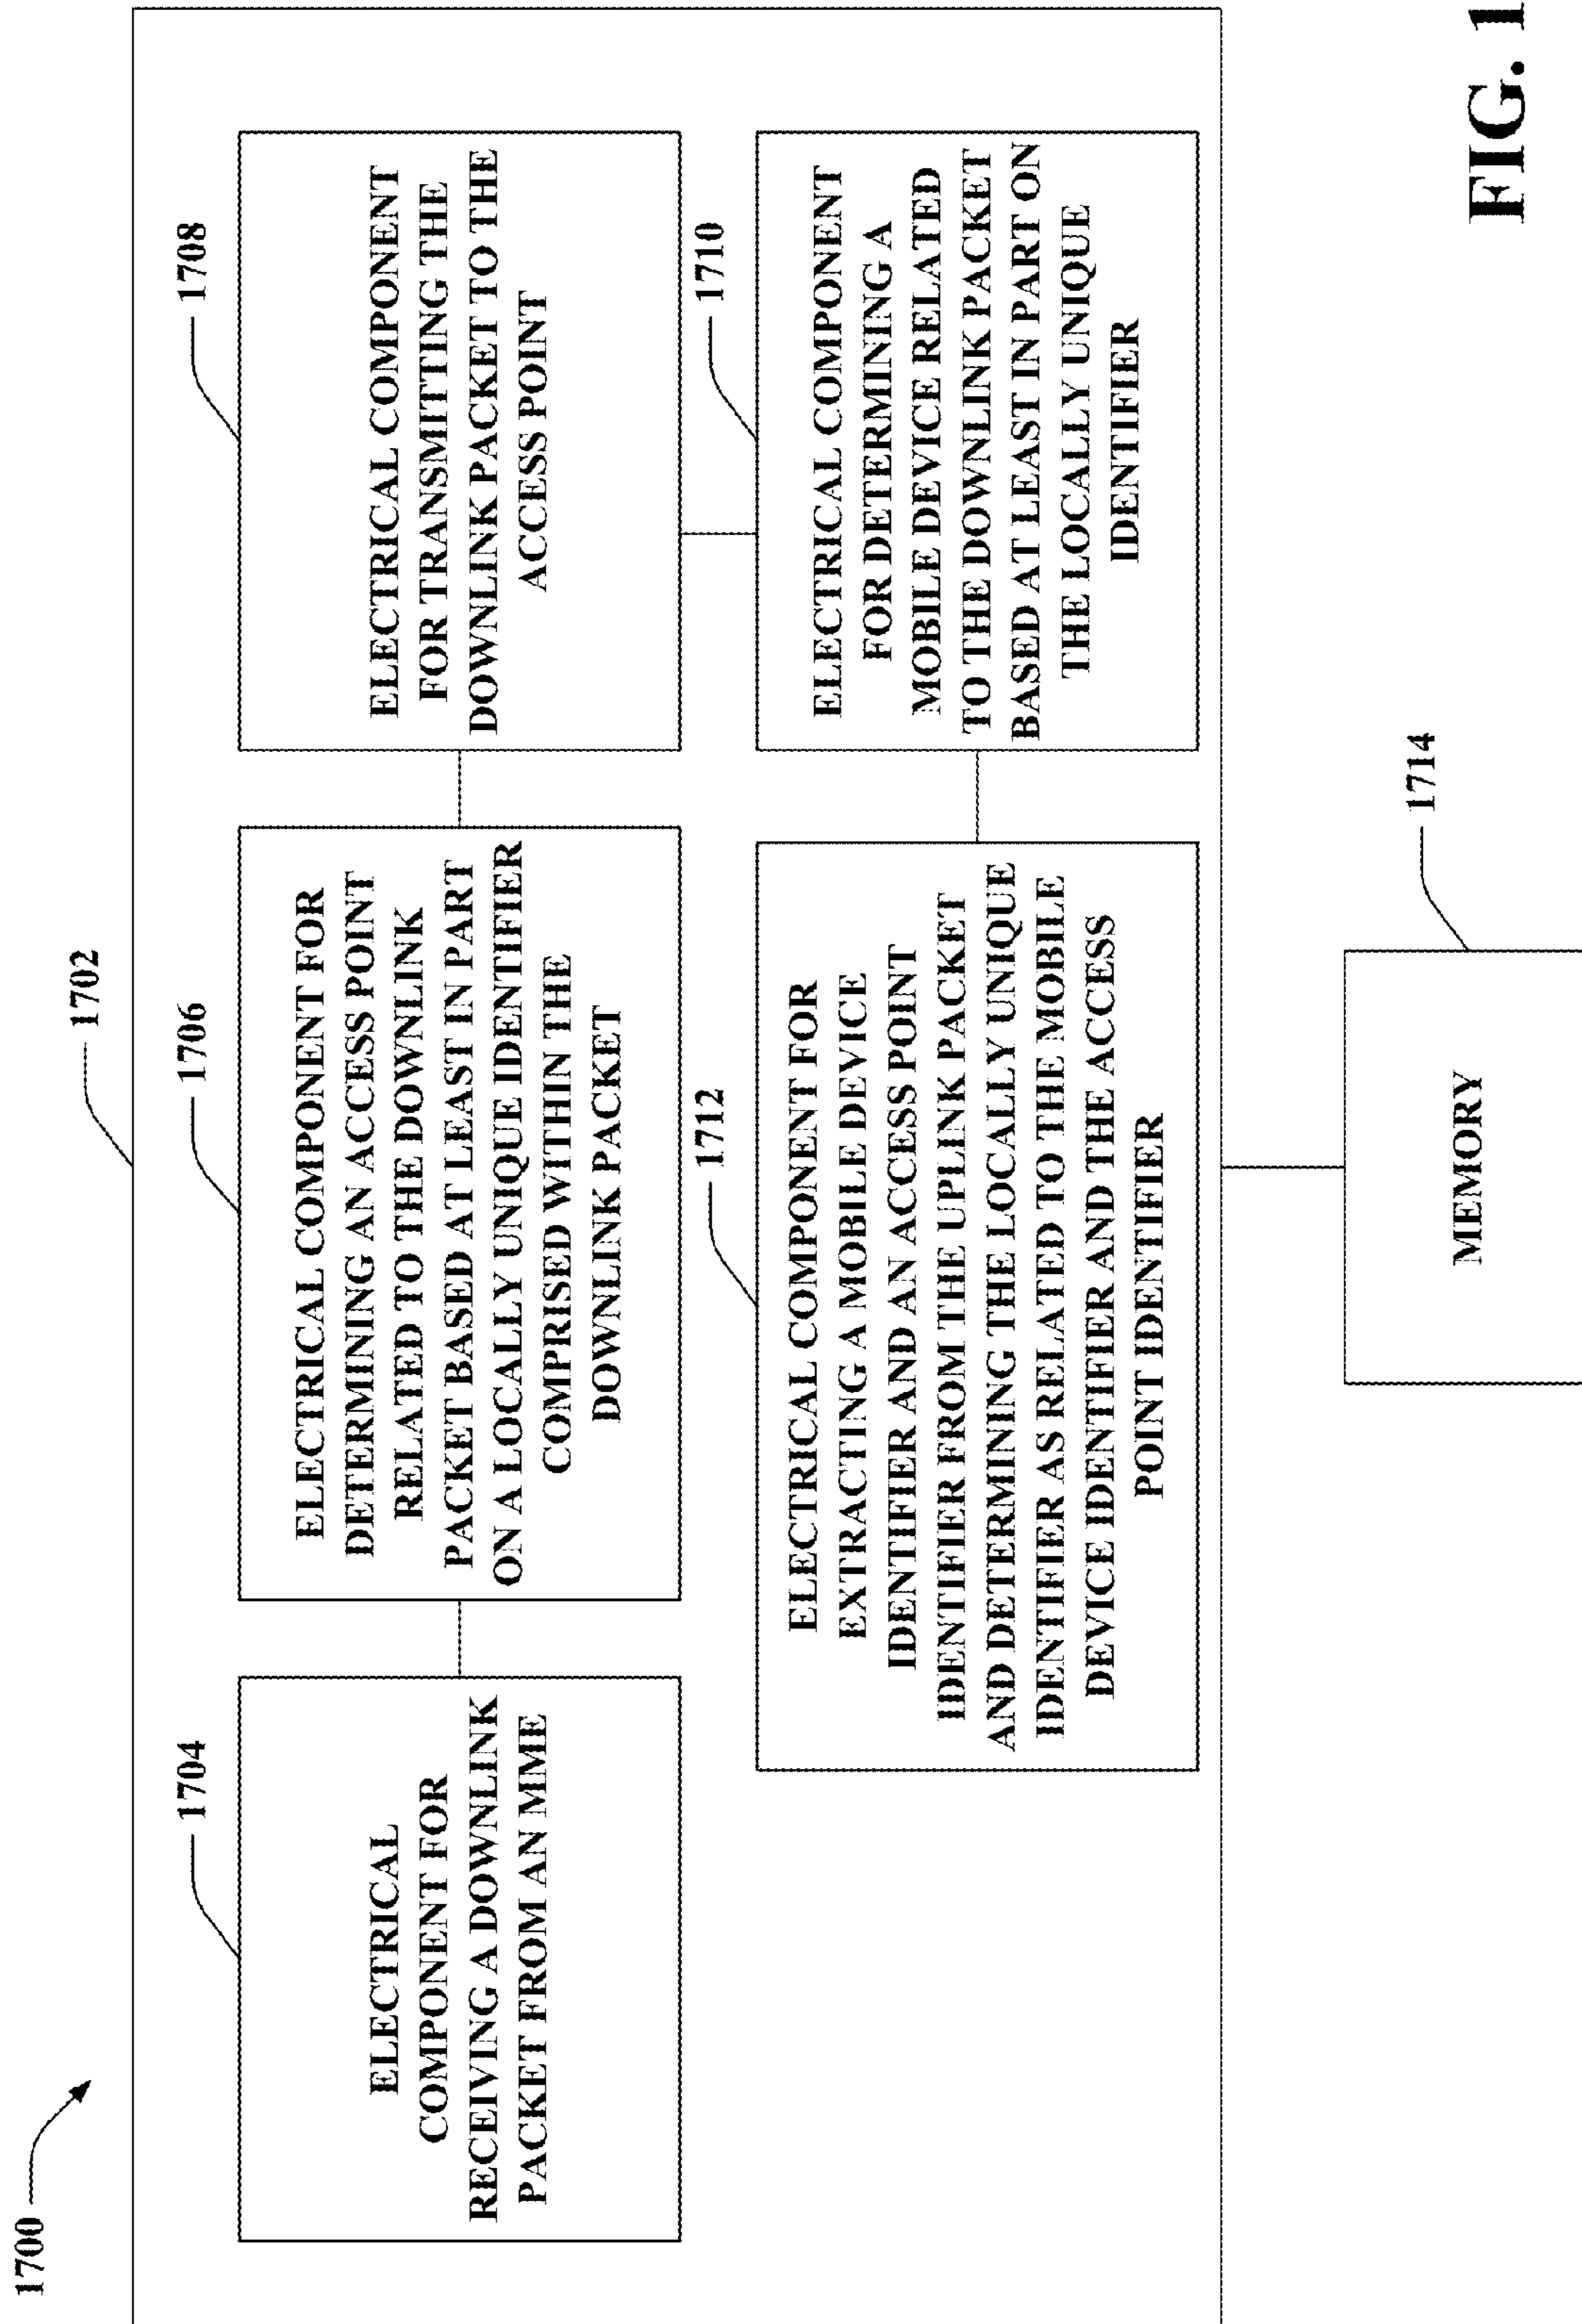 1700
1702
1704
ELECTRICAL
COMPONENT FOR
RECEIVING A DOWNLINK
PACKET FROM AN MME
1706
ELECTRICAL COMPONENT FOR
DETERMINING AN ACCESS POINT
RELATED TO THE DOWNLINK
PACKET BASED AT LEAST IN PART
ON A LOCALLY UNIQUE IDENTIFIER
COMPRISED WITHIN THE
DOWNLINK PACKET
1708
ELECTRICAL COMPONENT
FOR TRANSMITTING THE
DOWNLINK PACKET TO THE
ACCESS POINT
1712
ELECTRICAL COMPONENT FOR
EXTRACTING A MOBILE DEVICE
IDENTIFIER AND AN ACCESS POINT
IDENTIFIER FROM THE UPLINK PACKET
AND DETERMINING THE LOCALLY UNIQUE
IDENTIFIER AS RELATED TO THE MOBILE
DEVICE IDENTIFIER AND THE ACCESS
POINT IDENTIFIER
1710
ELECTRICAL COMPONENT
FOR DETERMINING A
MOBILE DEVICE RELATED
TO THE DOWNLINK PACKET
BASED AT LEAST IN PART ON
THE LOCALLY UNIQUE
IDENTIFIER
1714
MEMORY
FIG. 1